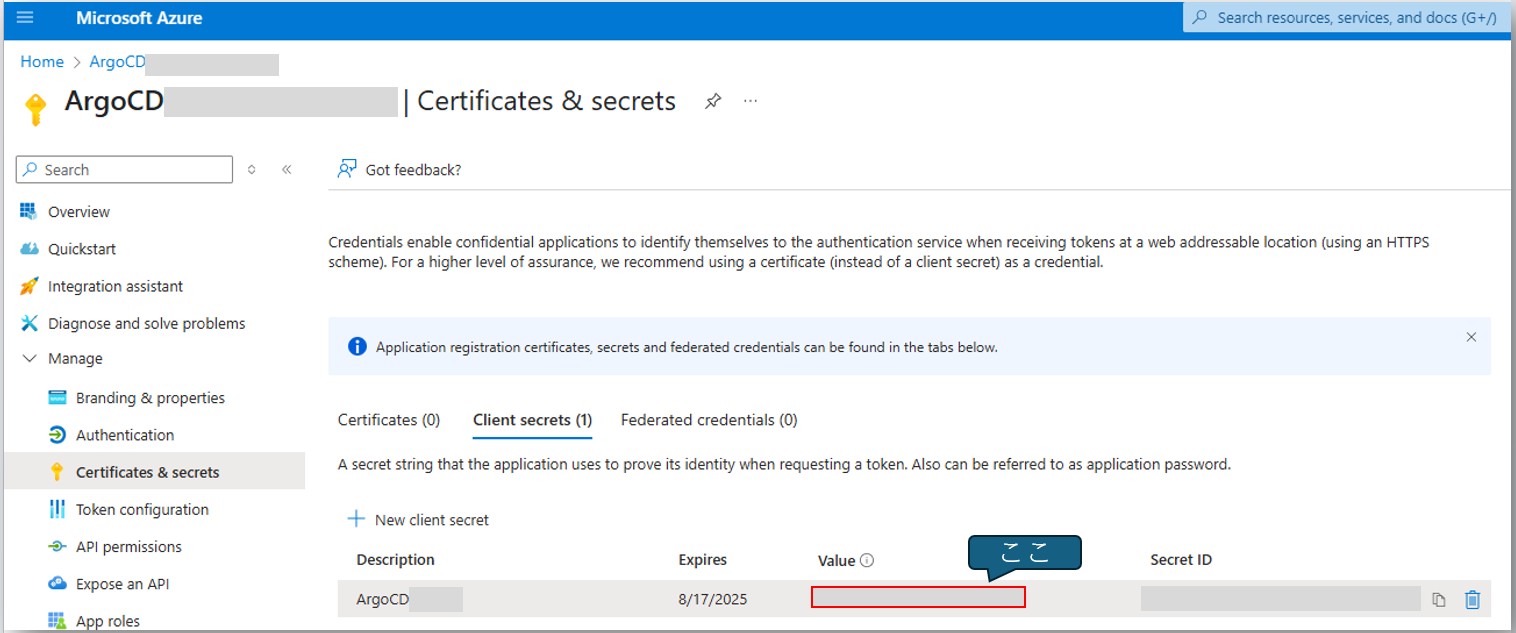 Microsoft Azure
Search resources, services, and docs (G+/)
Home > ArgoCD
ArgoCD | Certificates & secrets
Search
Got feedback?
Overview
Quickstart
Integration assistant
Diagnose and solve problems
Manage
Branding & properties
Authentication
Certificates & secrets
Token configuration
API permissions
Expose an API
App roles
Credentials enable confidential applications to identify themselves to the authentication service when receiving tokens at a web addressable location (using an HTTPS
scheme). For a higher level of assurance, we recommend using a certificate (instead of a client secret) as a credential.
Application registration certificates, secrets and federated credentials can be found in the tabs below.
Certificates (0) Client secrets (1) Federated credentials (0)
A secret string that the application uses to prove its identity when requesting a token. Also can be referred to as application password.
New client secret
ここ
Description Expires Value Secret ID
ArgoCD 8/17/2025